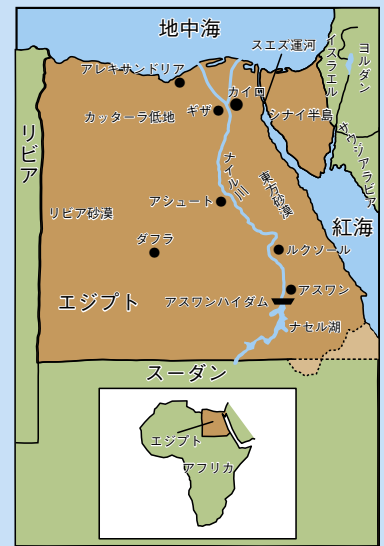 地中海
スエズ運河
イスラエル
ヨルダン
アレキサンドリア
カイロ
カッターラ低地
ギザ
シナイ半島
サウジアラビア
リビア
ナイル川
東方砂漠
アシュート
リビア砂漠
紅海
ダフラ
ルクソール
エジプト
アスワンハイダム
アスワン
ナセル湖
スーダン
エジプト
アフリカ